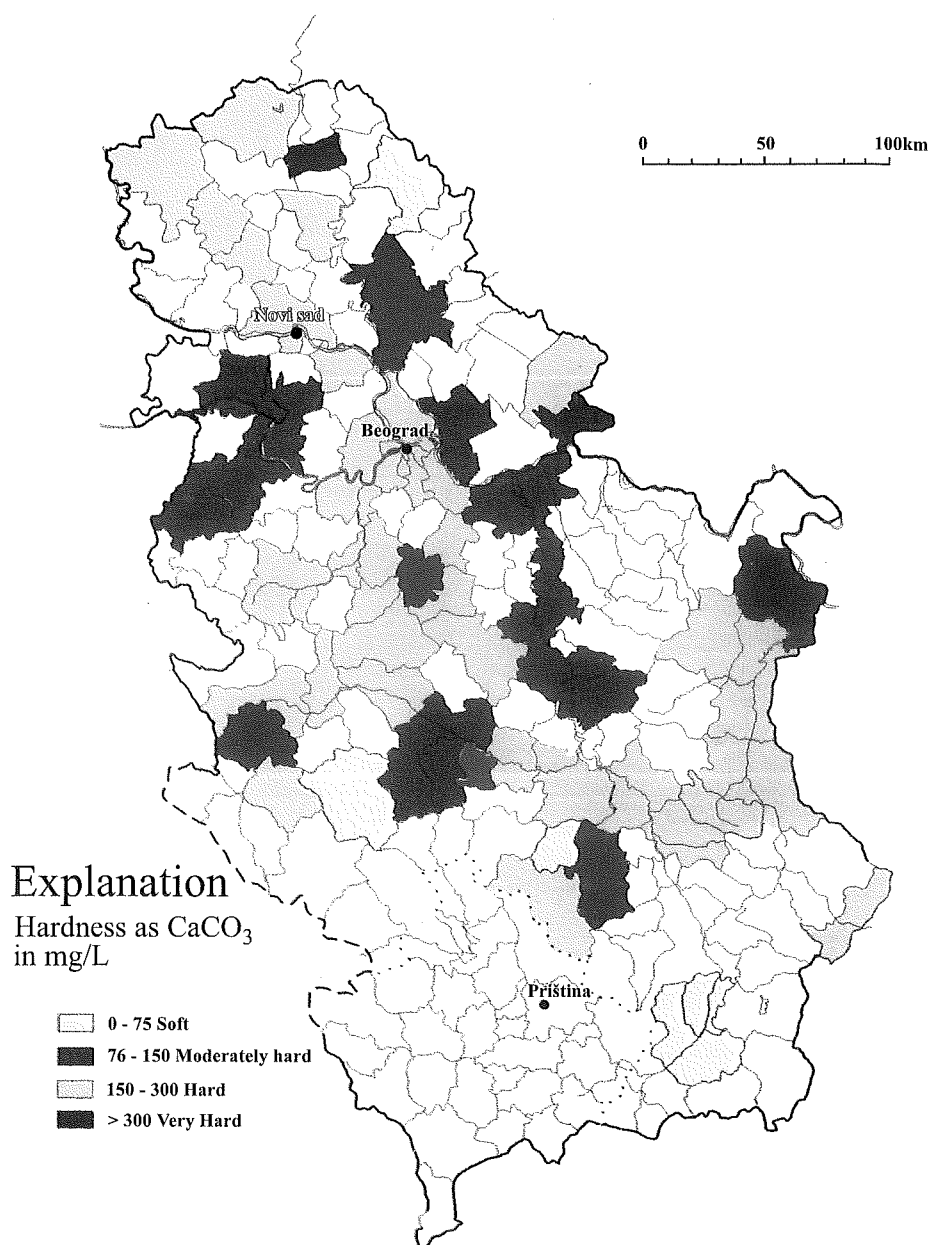 0 50 100km
Novi sad
Beograd
Explanation
Hardness as CaCO₃
in mg/L
Priština
0 - 75 Soft
76 - 150 Moderately hard
150 - 300 Hard
> 300 Very Hard